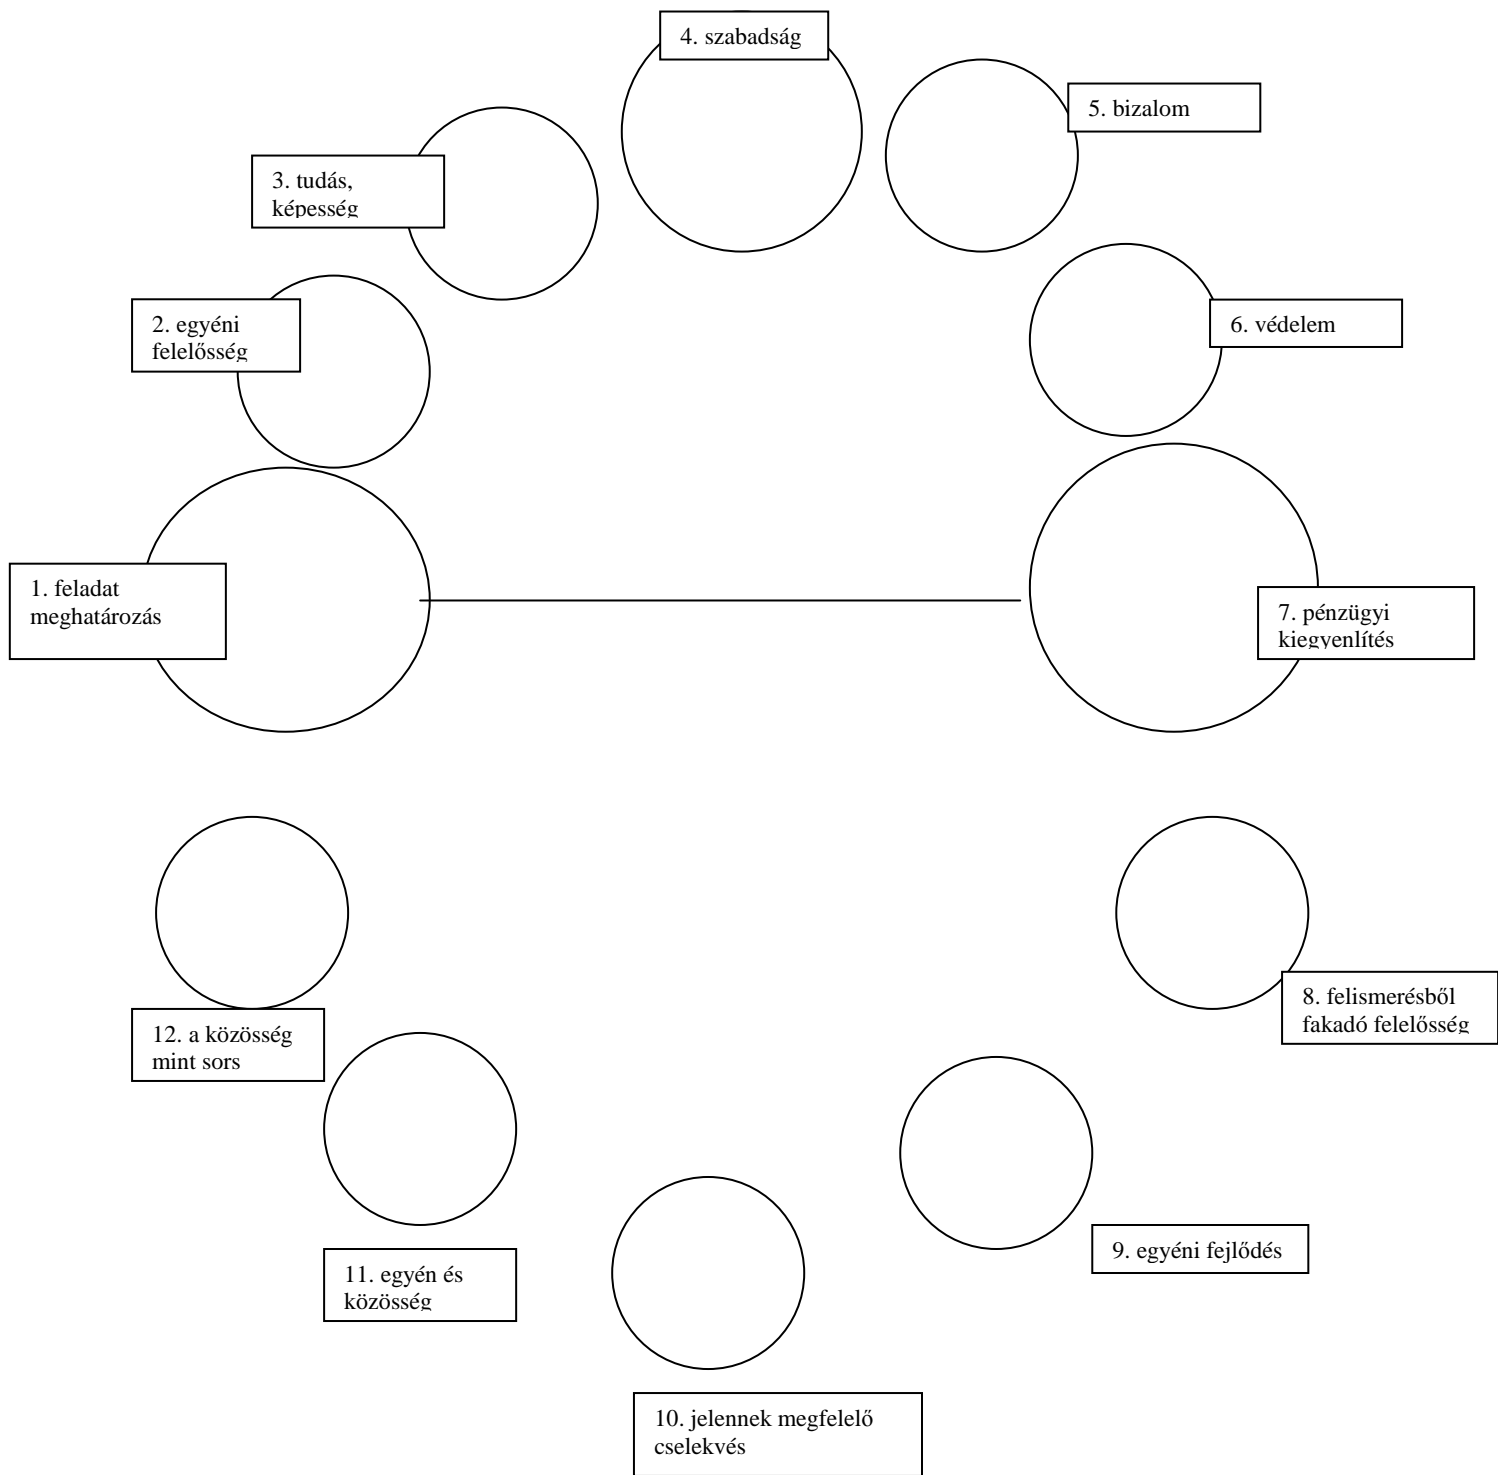 4. szabadság
5. bizalom
3. tudás,
képesség
2. egyéni
felelősség
6. védelem
1. feladat
meghatározás
7. pénzügyi
kiegyenlítés
8. felismerésből
fakadó felelősség
12. a közösség
mint sors
9. egyéni fejlődés
11. egyén és
közösség
10. jelennek megfelelő
cselekvés